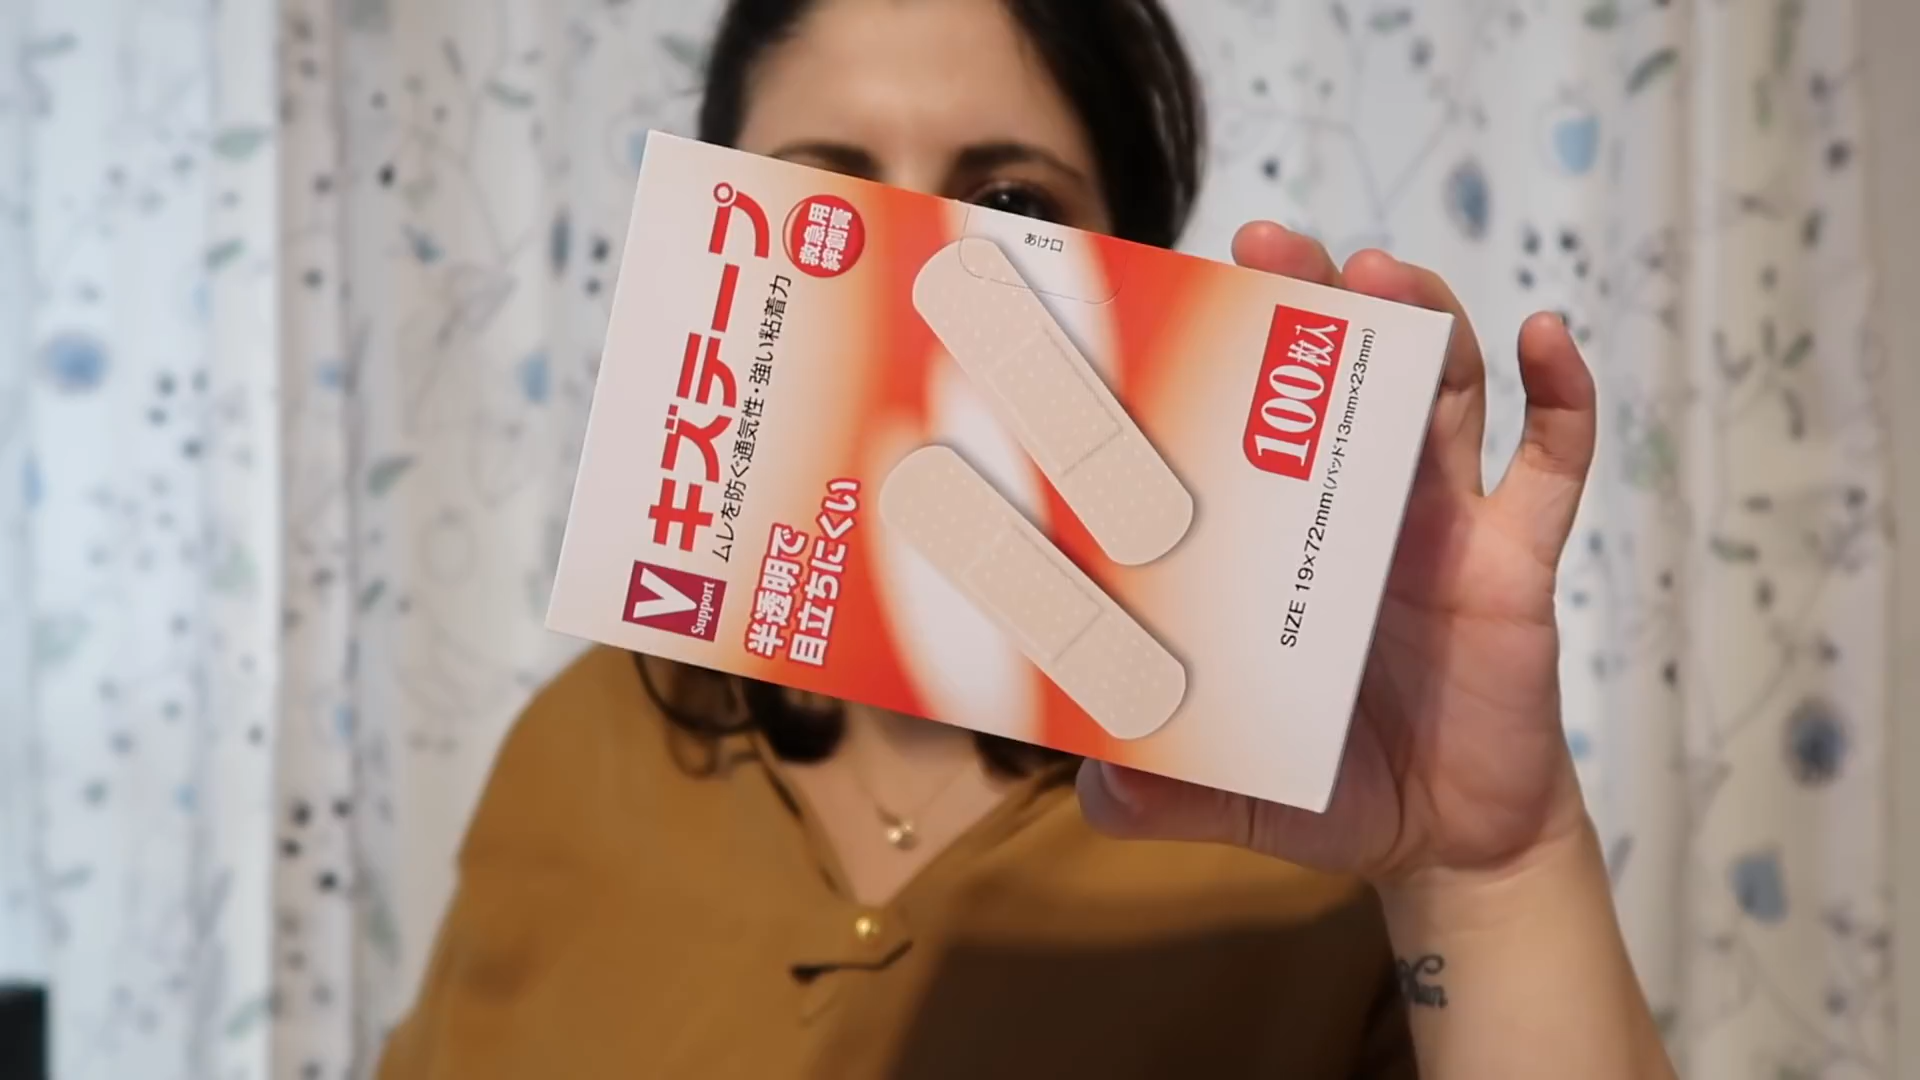 V
Support
キズテープ
救急用
絆創膏
ムレを防ぐ通気性・強い粘着力
半透明で
目立ちにくい
あけ口
100枚入
SIZE 19×72mm(パッド13mm×23mm)